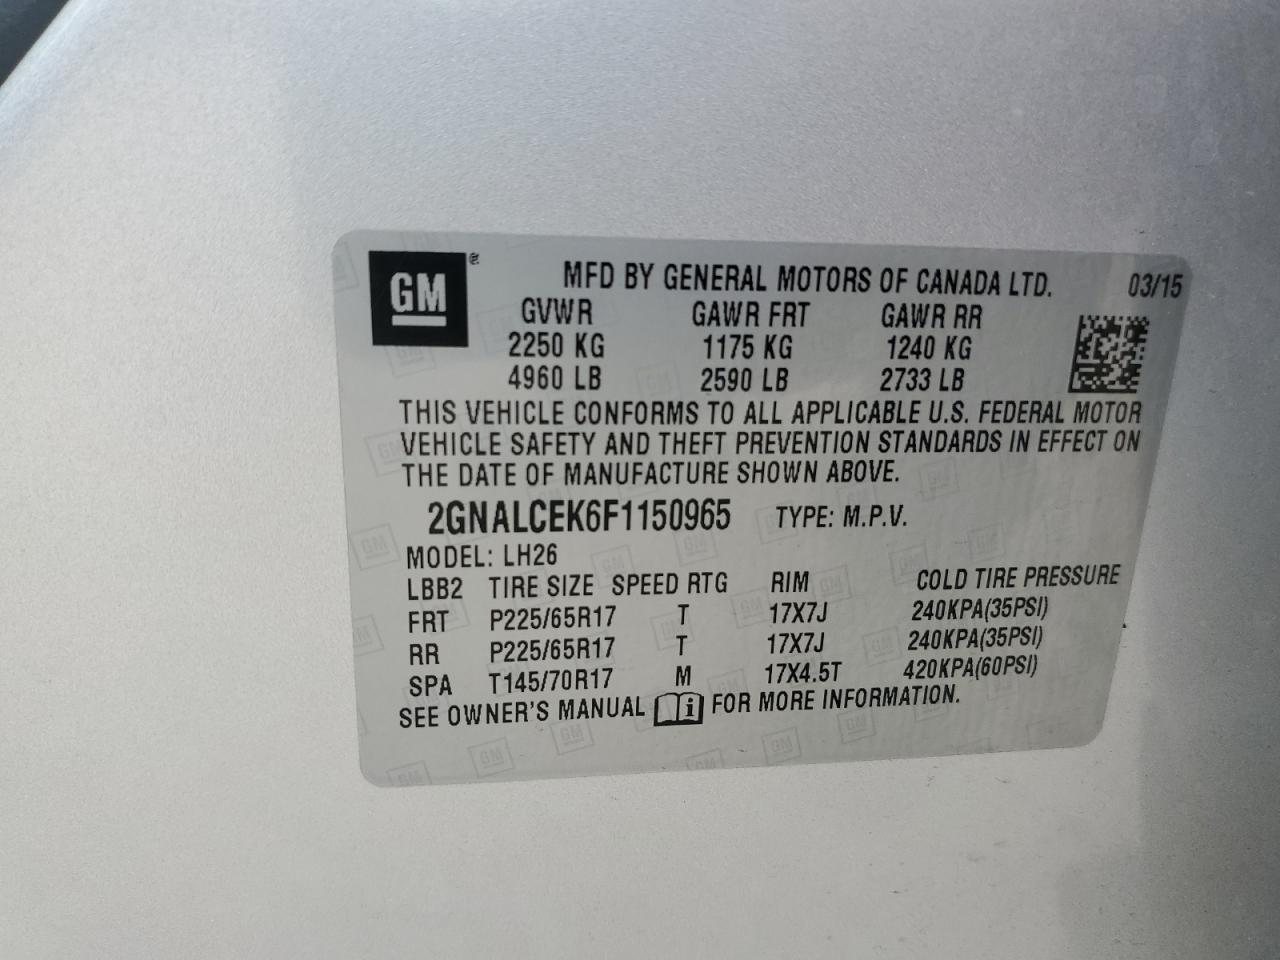 GM ®
MFD BY GENERAL MOTORS OF CANADA LTD. 03/15
GVWR GAWR FRT GAWR RR
2250 KG 1175 KG 1240 KG
4960 LB 2590 LB 2733 LB
THIS VEHICLE CONFORMS TO ALL APPLICABLE U.S. FEDERAL MOTOR
VEHICLE SAFETY AND THEFT PREVENTION STANDARDS IN EFFECT ON
THE DATE OF MANUFACTURE SHOWN ABOVE.
2GNALCEK6F1150965 TYPE: M.P.V.
MODEL: LH26
LBB2 TIRE SIZE SPEED RTG RIM COLD TIRE PRESSURE
FRT P225/65R17 T 17X7J 240KPA(35PSI)
RR P225/65R17 T 17X7J 240KPA(35PSI)
SPA T145/70R17 M 17X4.5T 420KPA(60PSI)
SEE OWNER'S MANUAL i FOR MORE INFORMATION.